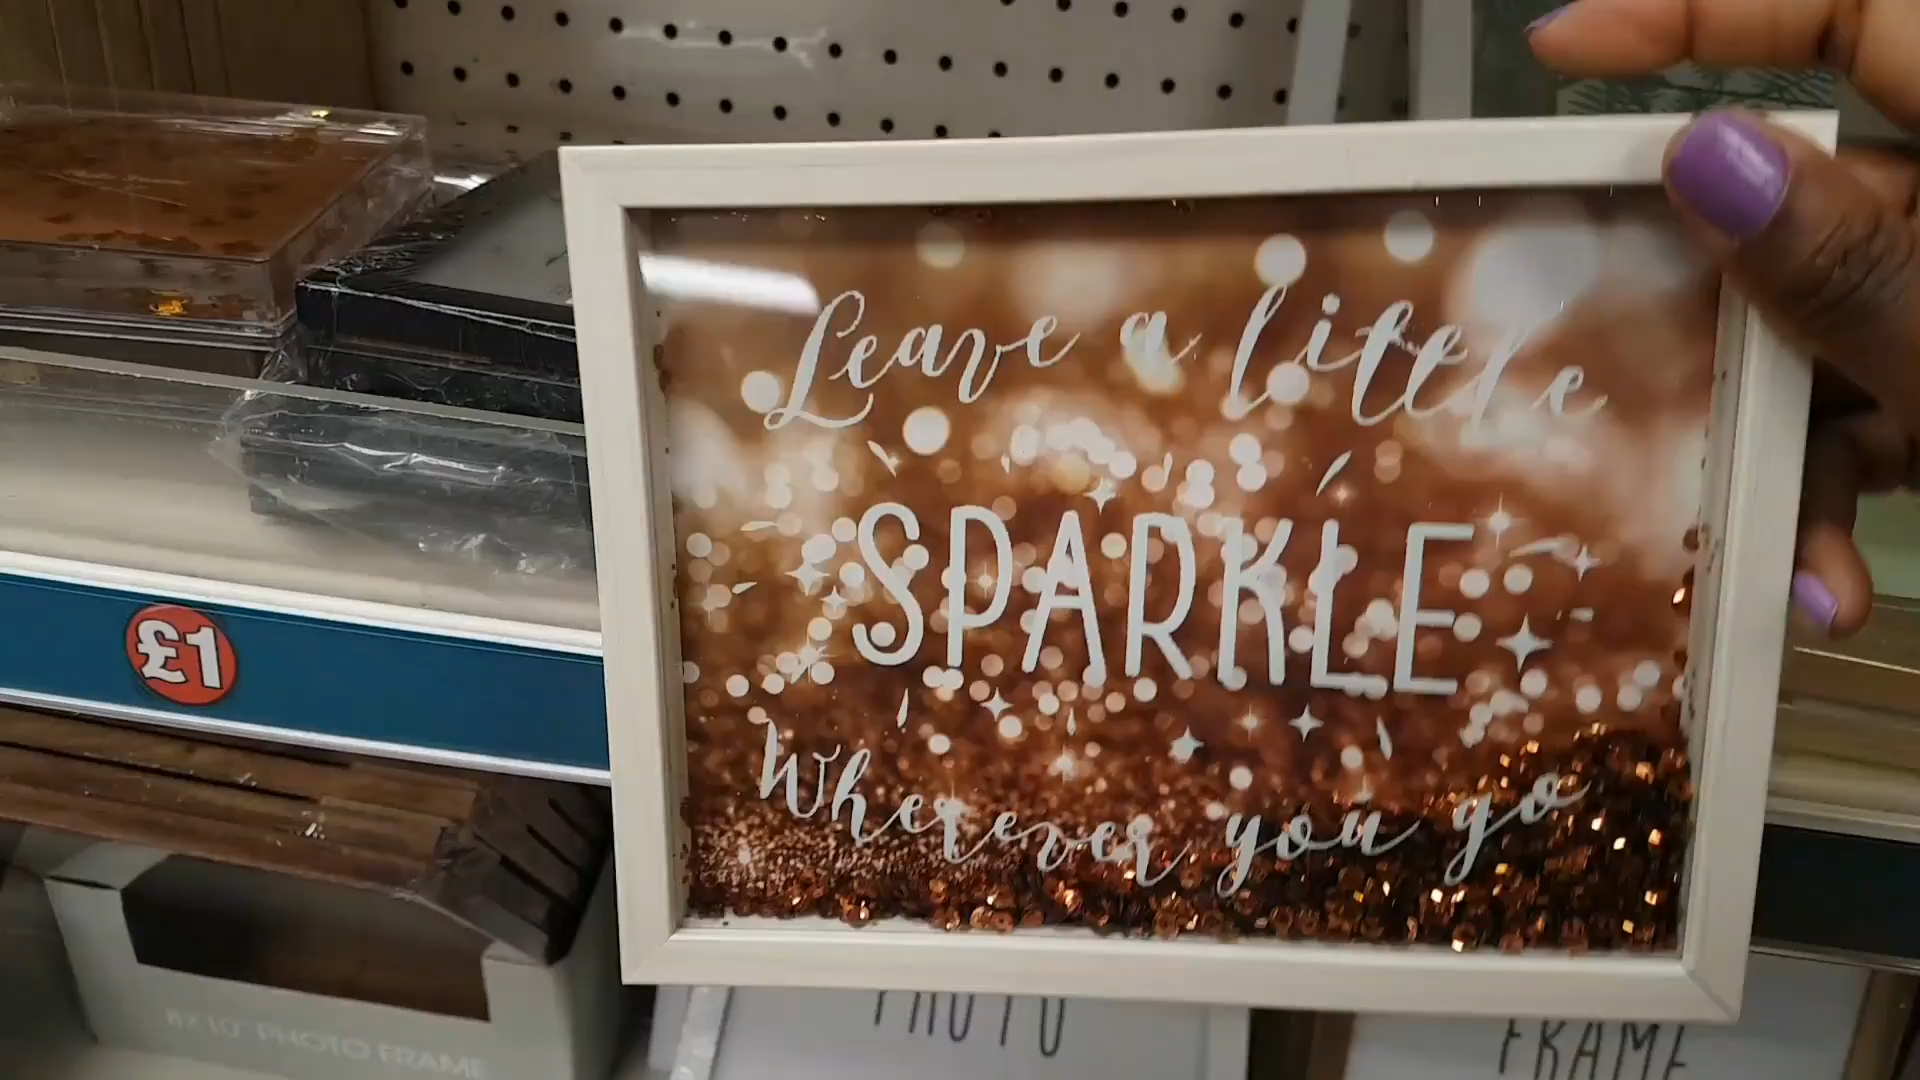 Leave a little
SPARKLE
Wherever you go
£1
8x10" PHOTO FRAME
PHOTO
FRAME